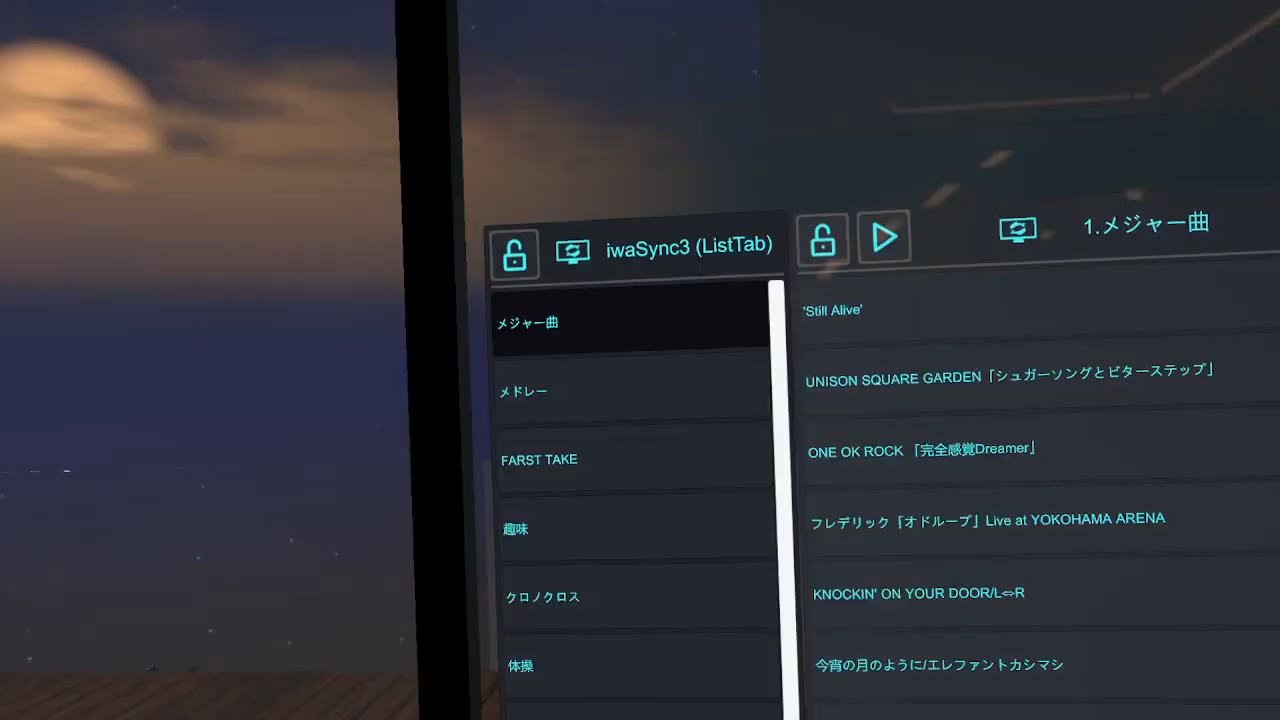 iwaSync3 (ListTab)
メジャー曲
メドレー
FARST TAKE
趣味
クロノクロス
体操
1.メジャー曲
'Still Alive'
UNISON SQUARE GARDEN「シュガーソングとビターステップ」
ONE OK ROCK 「完全感覚Dreamer」
フレデリック「オドループ」Live at YOKOHAMA ARENA
KNOCKIN' ON YOUR DOOR/L⇔R
今宵の月のように/エレファントカシマシ